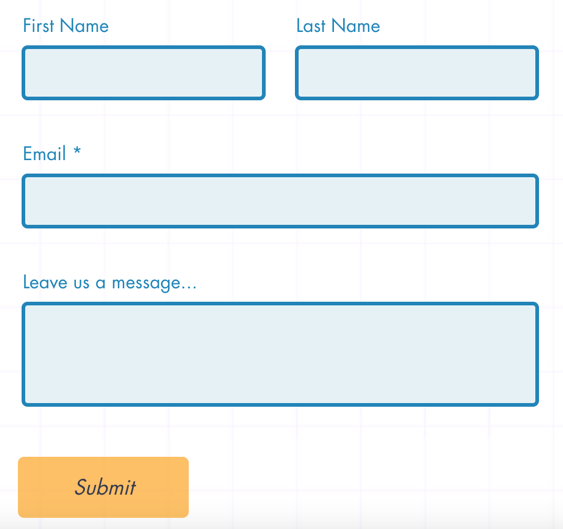 First Name
Last Name
Email *
Leave us a message...
Submit